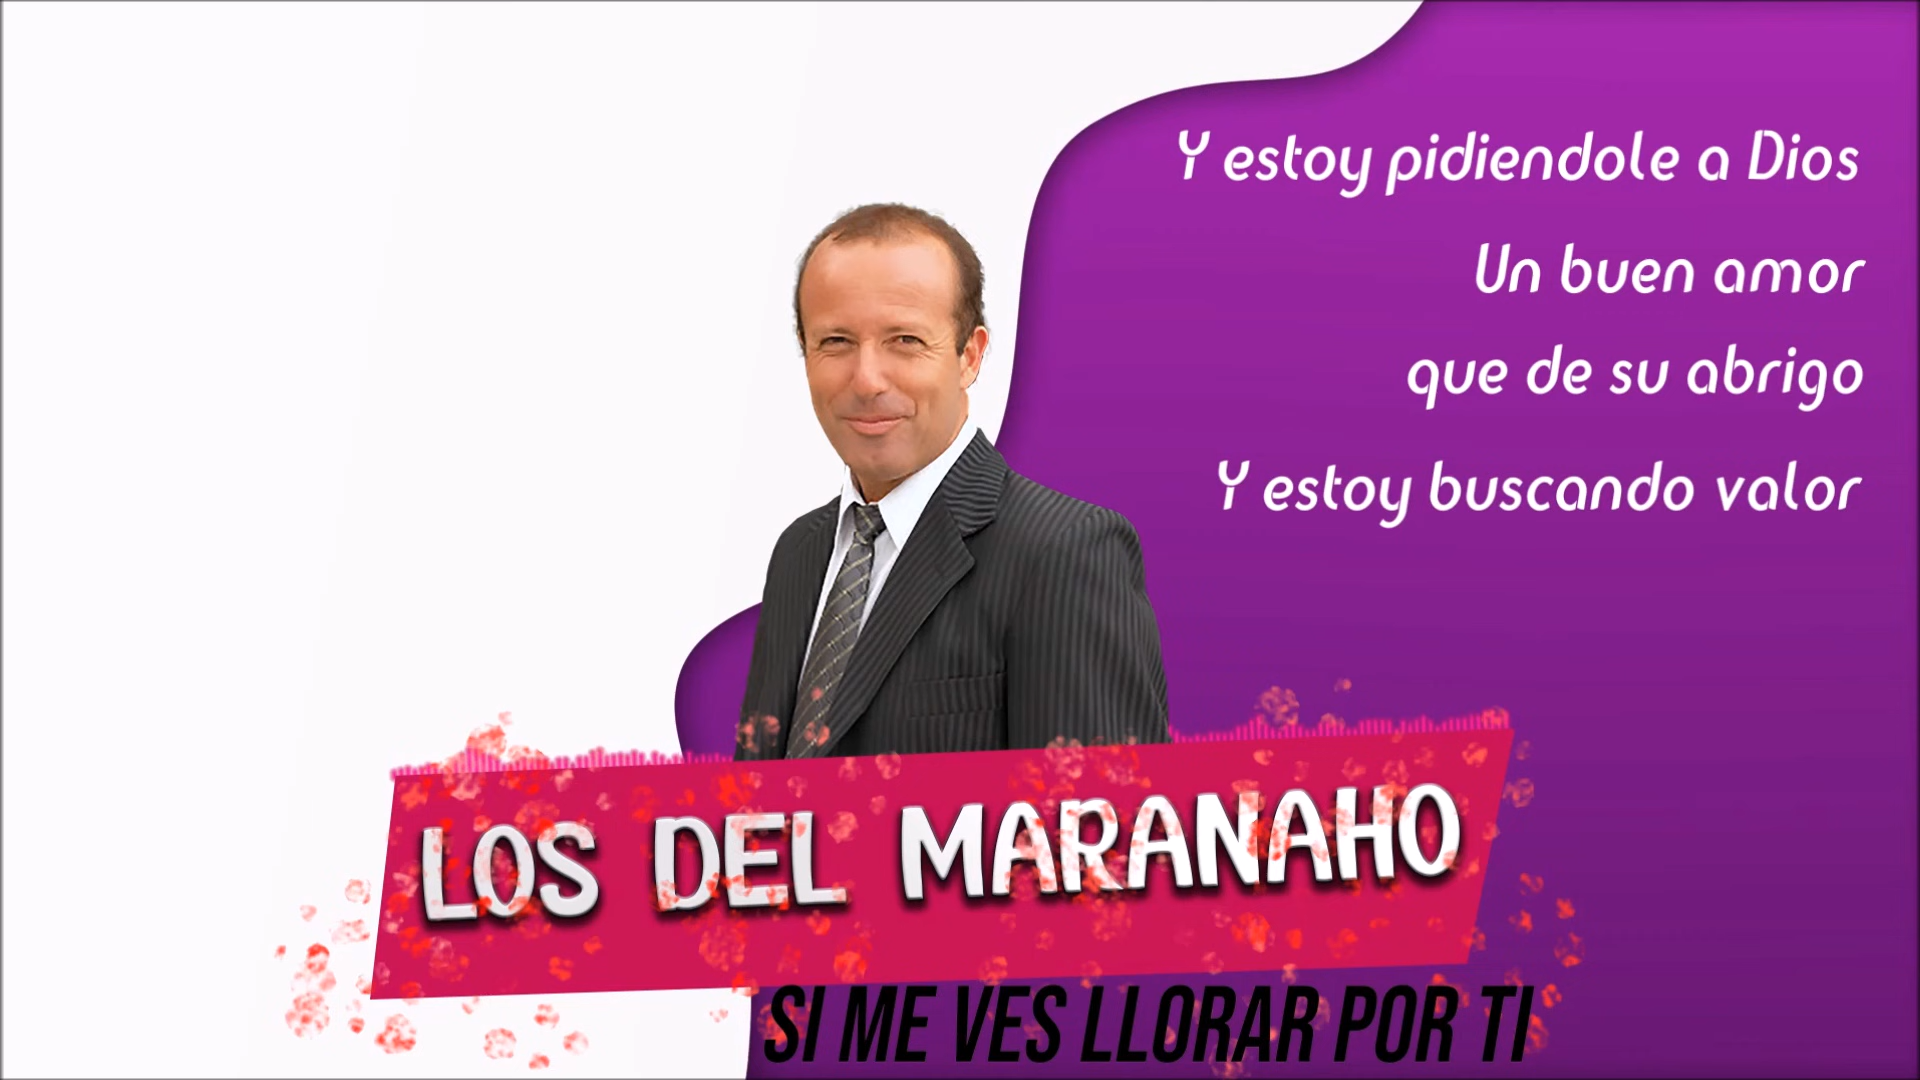 Y estoy pidiendole a Dios
Un buen amor
que de su abrigo
Y estoy buscando valor
LOS DEL MARANAHO
SI ME VES LLORAR POR TI